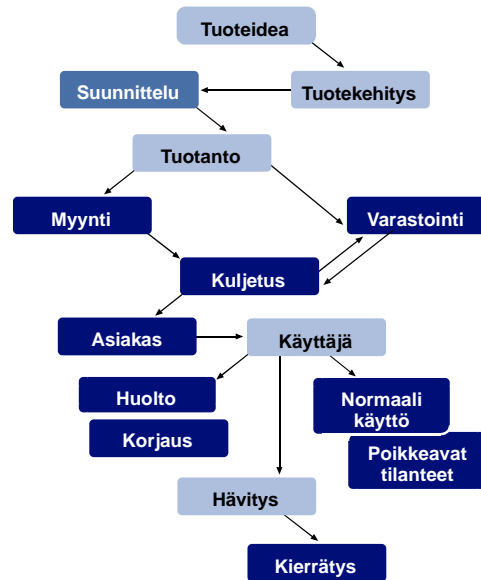 Tuoteidea
Suunnittelu
Tuotekehitys
Tuotanto
Myynti
Varastointi
Kuljetus
Asiakas
Käyttäjä
Huolto
Normaali
käyttö
Korjaus
Poikkeavat
tilanteet
Hävitys
Kierrätys